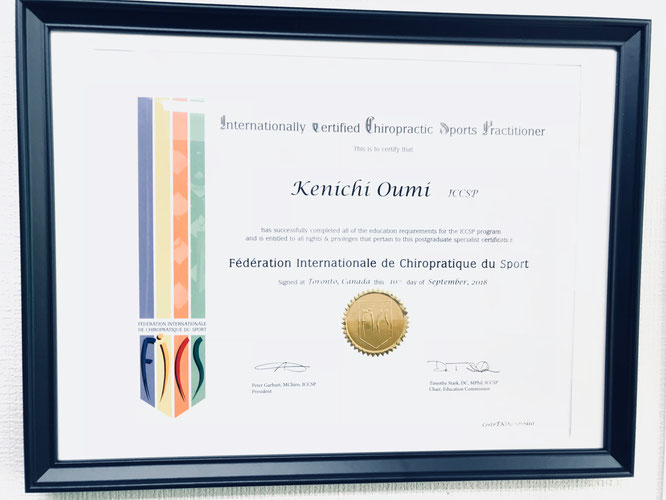 Internationally Certified Chiropractic Sports Practitioner
This is to certify that
Kenichi Oumi ICCSP
has successfully completed all of the education requirements for the ICCSP program
and is entitled to all rights & privileges that pertain to this postgraduate specialist
Fédération Internationale de Chiropratique du Sport
Signed at Toronto, Canada this 10th day of September, 2018
FÉDÉRATION INTERNATIONALE
DE CHIROPRATIQUE DU SPORT
FICS
FICS
Peter Garbutt, MChiro, ICCSP
President
Timothy Stark, DC, MPhil, ICCSP
Chair, Education Commission